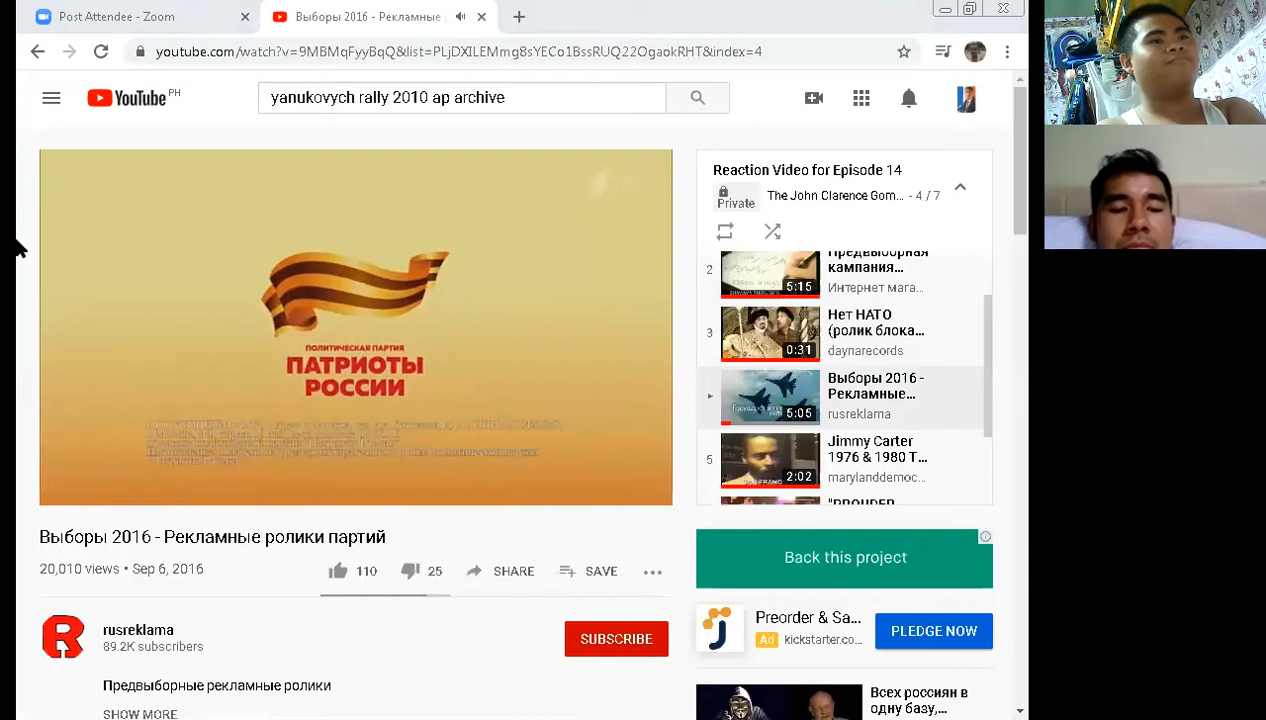 Post Attendee - Zoom
Выборы 2016 - Рекламные
youtube.com/watch?v=9MBMqFyyBqQ&list=PLjDXILEMmg8sYECo1BssRUQ22OgaokRHT&index=4
YouTube PH
yanukovych rally 2010 ap archive
ПОЛИТИЧЕСКАЯ ПАРТИЯ
ПАТРИОТЫ
РОССИИ
Reaction Video for Episode 14
Private
The John Clarence Gom... - 4 / 7
2
Предвыборная
кампания...
Интернет мага...
5:15
3
Нет НАТО
(ролик блока...
daynarecords
0:31
Выборы 2016 -
Рекламные...
rusreklama
5:05
5
Jimmy Carter
1976 & 1980 T...
marylanddemoc...
2:02
"PROUDER
Выборы 2016 - Рекламные ролики партий
20,010 views • Sep 6, 2016
110
25
SHARE
SAVE
rusreklama
89.2K subscribers
SUBSCRIBE
Предвыборные рекламные ролики
SHOW MORE
Back this project
Preorder & Sa...
Ad kickstarter.co...
PLEDGE NOW
Всех россиян в
одну базу,